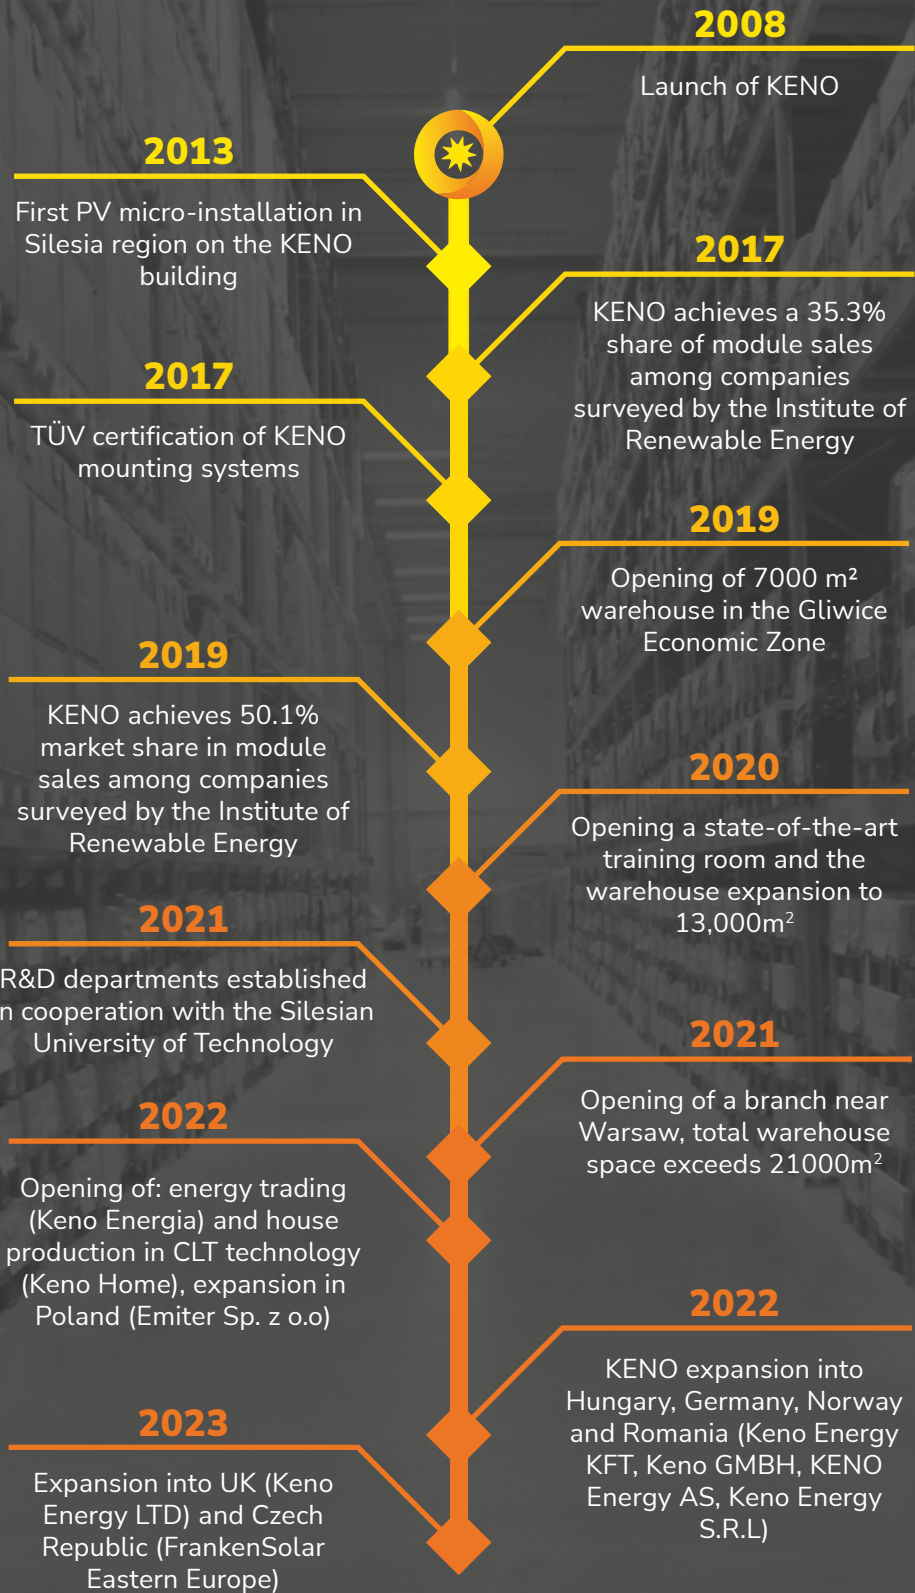 2008
Launch of KENO
2013
First PV micro-installation in
Silesia region on the KENO
building
2017
KENO achieves a 35.3%
share of module sales
among companies
surveyed by the Institute of
Renewable Energy
2017
TÜV certification of KENO
mounting systems
2019
Opening of 7000 m²
warehouse in the Gliwice
Economic Zone
2019
KENO achieves 50.1%
market share in module
sales among companies
surveyed by the Institute of
Renewable Energy
2020
Opening a state-of-the-art
training room and the
warehouse expansion to
13,000m²
2021
R&D departments established
n cooperation with the Silesian
University of Technology
2021
Opening of a branch near
Warsaw, total warehouse
space exceeds 21000m²
2022
Opening of: energy trading
(Keno Energia) and house
production in CLT technology
(Keno Home), expansion in
Poland (Emiter Sp. z o.o)
2022
KENO expansion into
Hungary, Germany, Norway
and Romania (Keno Energy
KFT, Keno GMBH, KENO
Energy AS, Keno Energy
S.R.L)
2023
Expansion into UK (Keno
Energy LTD) and Czech
Republic (FrankenSolar
Eastern Europe)